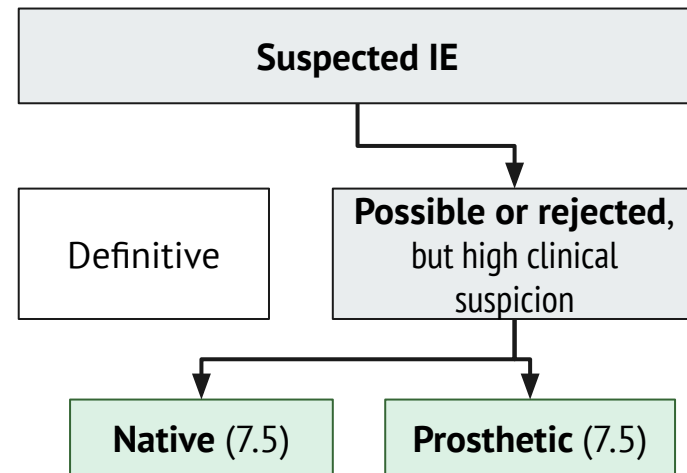 Suspected IE
Definitive
Possible or rejected,
but high clinical
suspicion
Native (7.5)
Prosthetic (7.5)